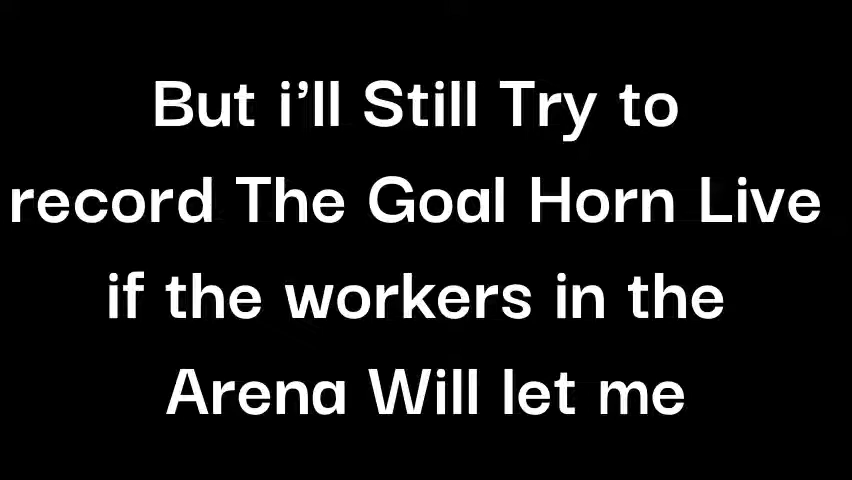 But i'll Still Try to
record The Goal Horn Live
if the workers in the
Arena Will let me